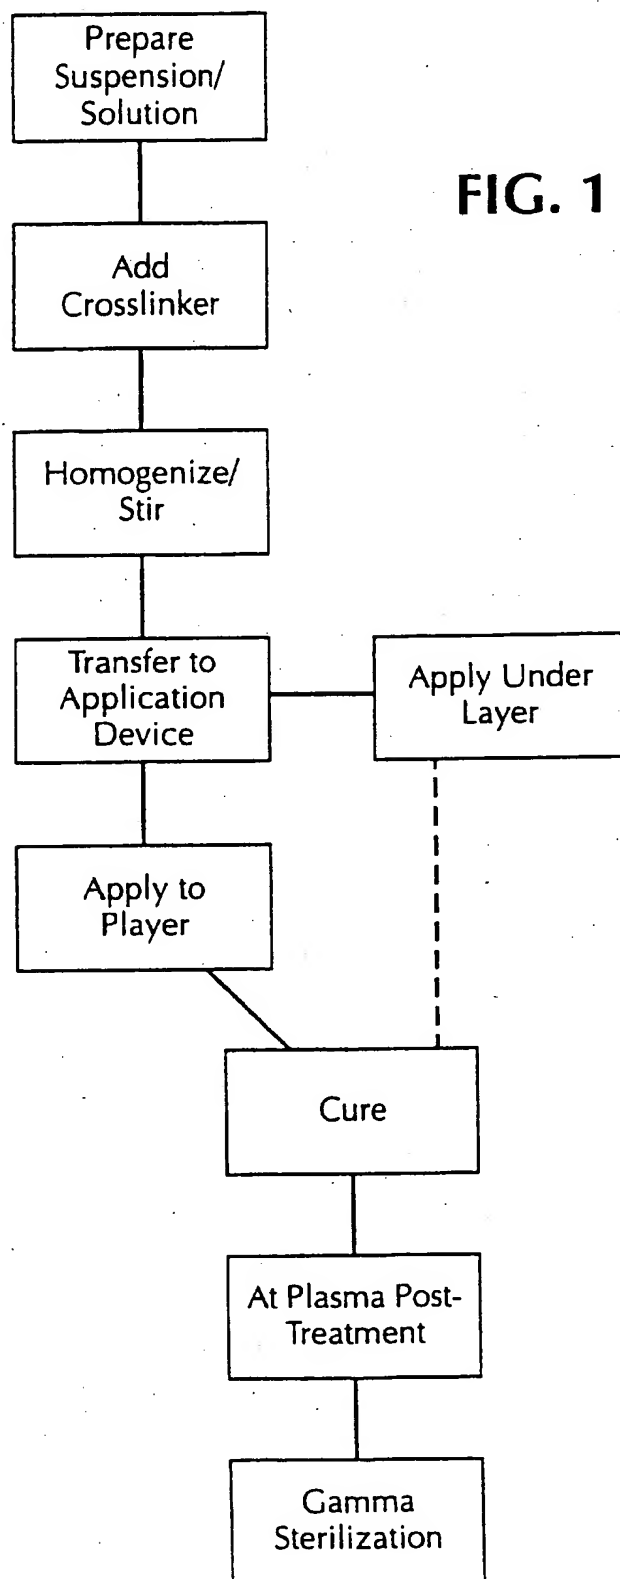 Prepare
Suspension/
Solution
FIG. 1
Add
Crosslinker
Homogenize/
Stir
Transfer to
Application
Device
Apply Under
Layer
Apply to
Player
Cure
At Plasma Post-
Treatment
Gamma
Sterilization